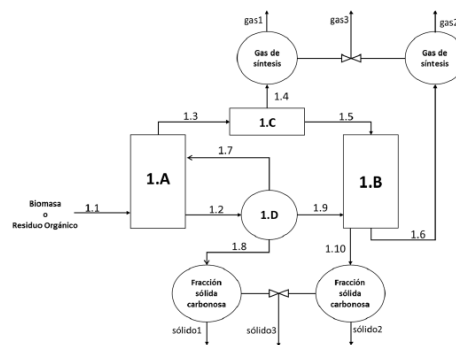 gas1
gas3
gas2
Gas de
síntesis
Gas de
síntesis
1.4
1.3
1.C
1.5
1.7
1.A
1.B
Biomasa
o
Residuo Orgánico
1.1
1.2
1.D
1.9
1.6
1.8
1.10
Fracción
sólida
carbonosa
Fracción
sólida
carbonosa
sólido1
sólido3
sólido2